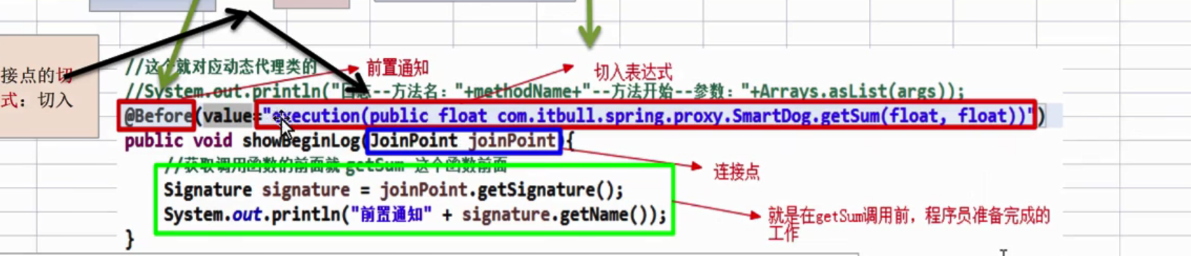 接点的切
式：切入
//这个就对应动态代理类的
前置通知
切入表达式
//System.out.println("日志--方法名："+methodName+"--方法开始--参数："+Arrays.asList(args));
@Before(value="execution(public float com.itbull.spring.proxy.SmartDog.getSum(float, float))")
public void showBeginLog(JoinPoint joinPoint){
连接点
//获取调用函数的前面就 getSum 这个函数前面
Signature signature = joinPoint.getSignature();
System.out.println("前置通知" + signature.getName());
就是在getSum调用前，程序员准备完成的
工作
}